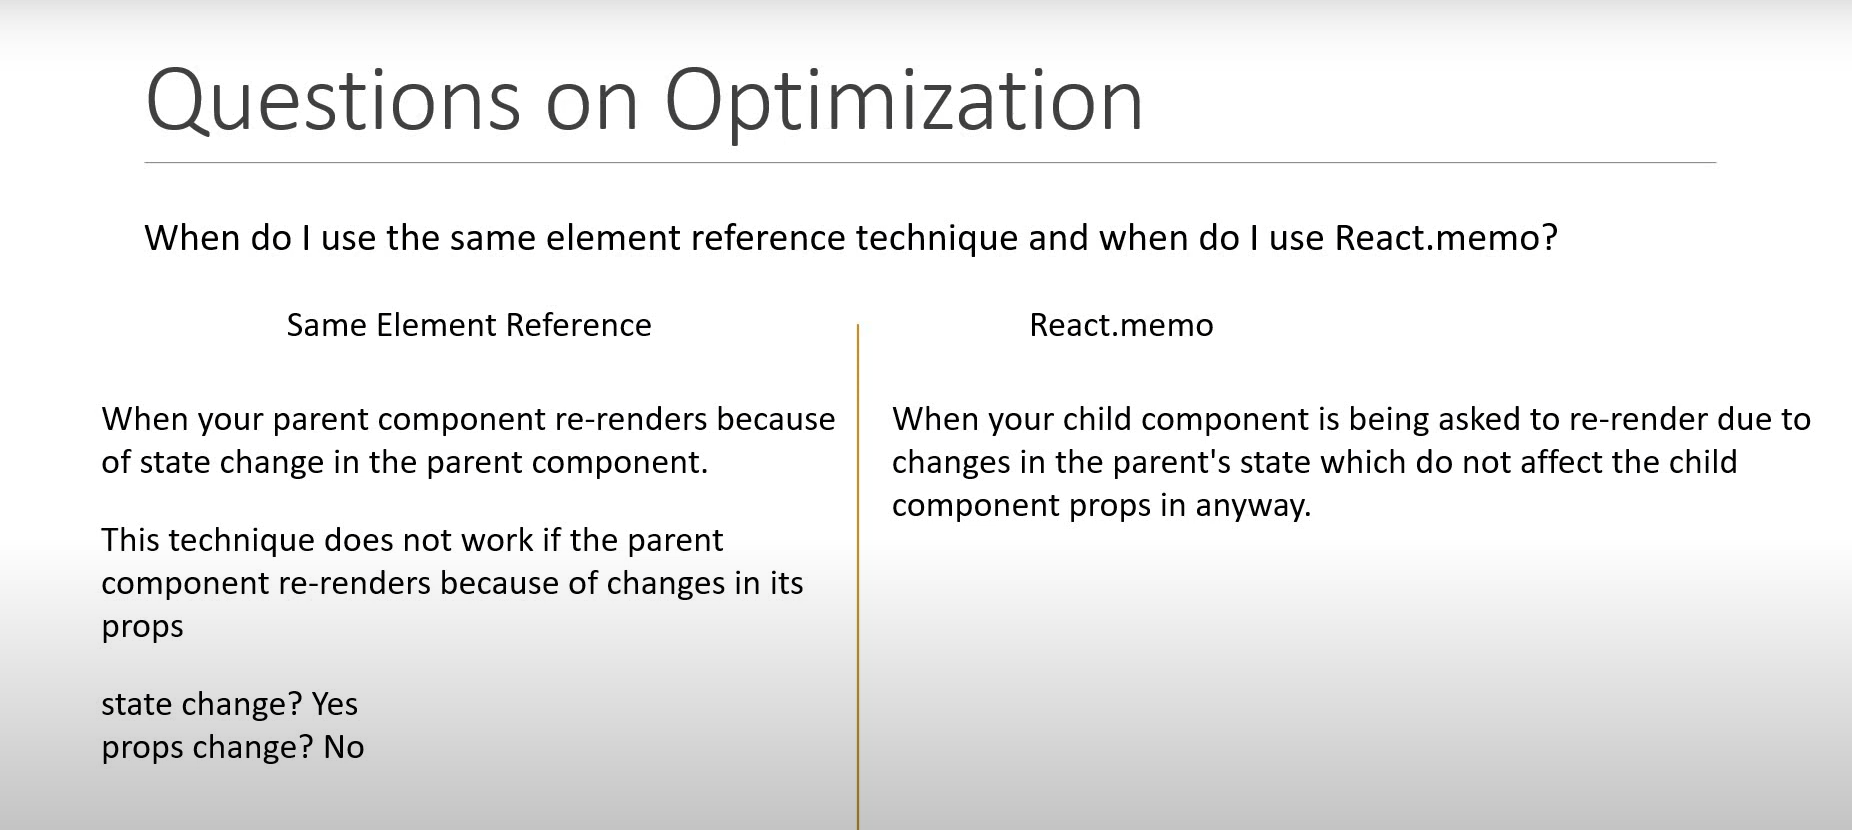 Questions on Optimization
When do I use the same element reference technique and when do I use React.memo?
Same Element Reference
When your parent component re-renders because
of state change in the parent component.
This technique does not work if the parent
component re-renders because of changes in its
props
state change? Yes
props change? No
React.memo
When your child component is being asked to re-render due to
changes in the parent's state which do not affect the child
component props in anyway.